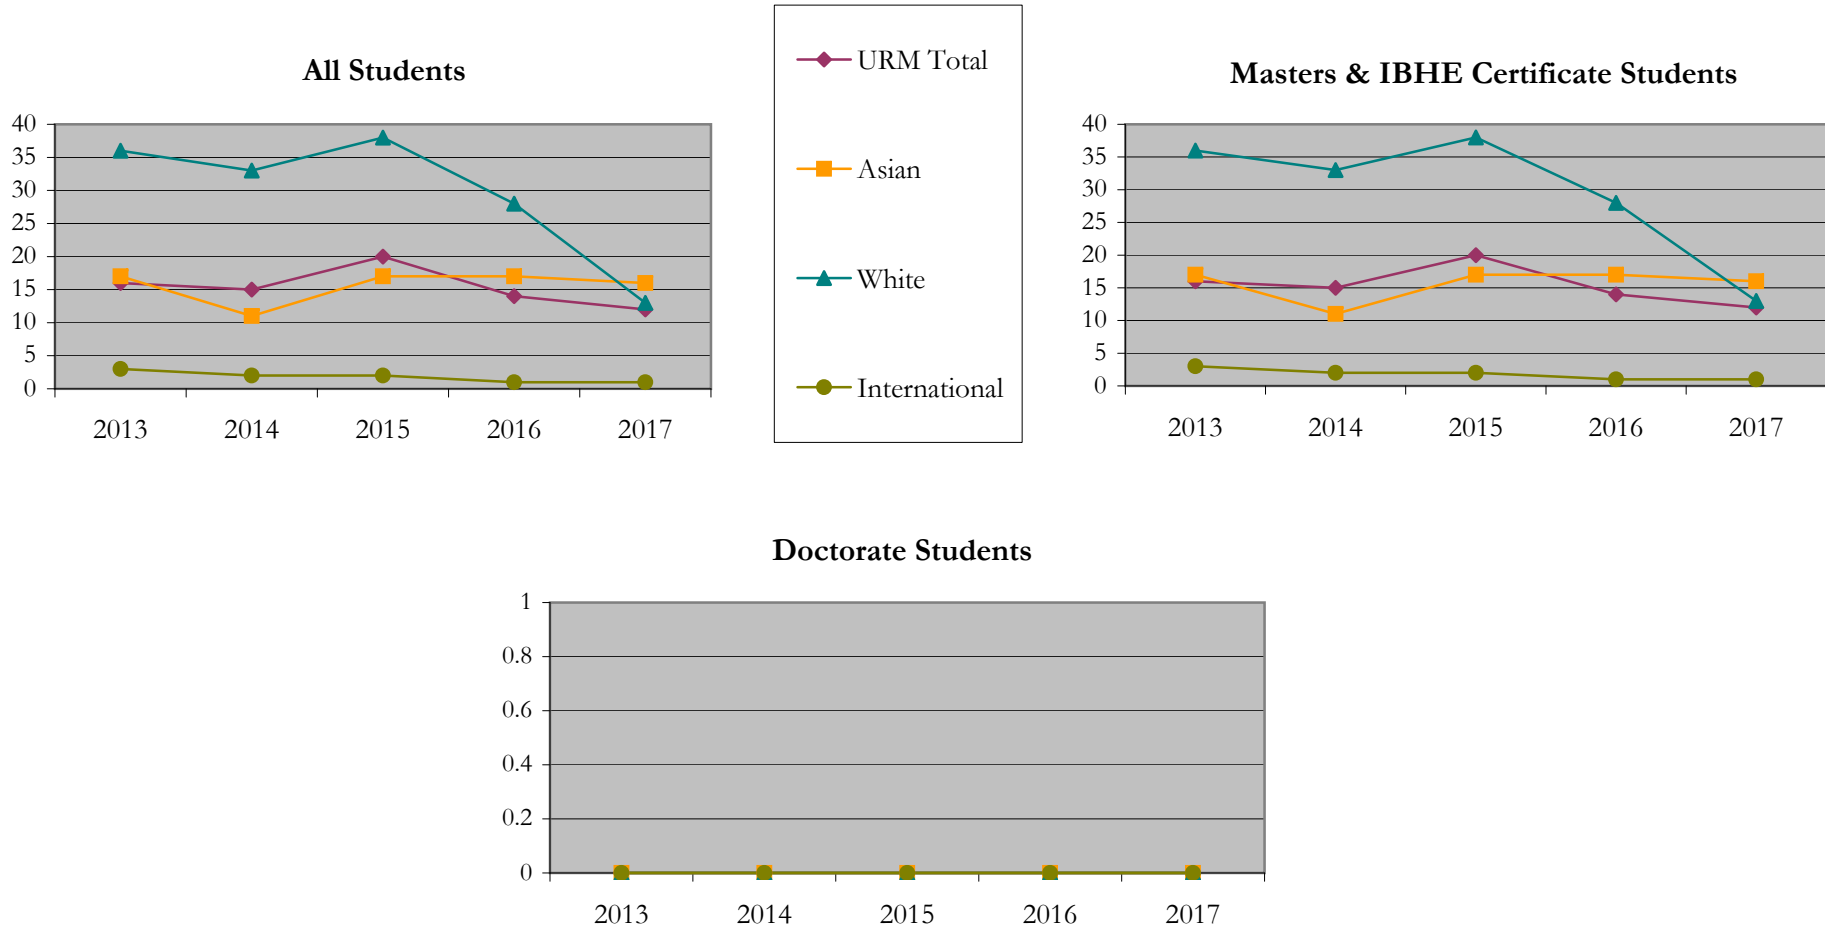 All Students
40
35
30
25
20
15
10
5
0
2013 2014 2015 2016 2017
URM Total
Asian
White
International
Masters & IBHE Certificate Students
40
35
30
25
20
15
10
5
0
2013 2014 2015 2016 2017
Doctorate Students
1
0.8
0.6
0.4
0.2
0
2013 2014 2015 2016 2017